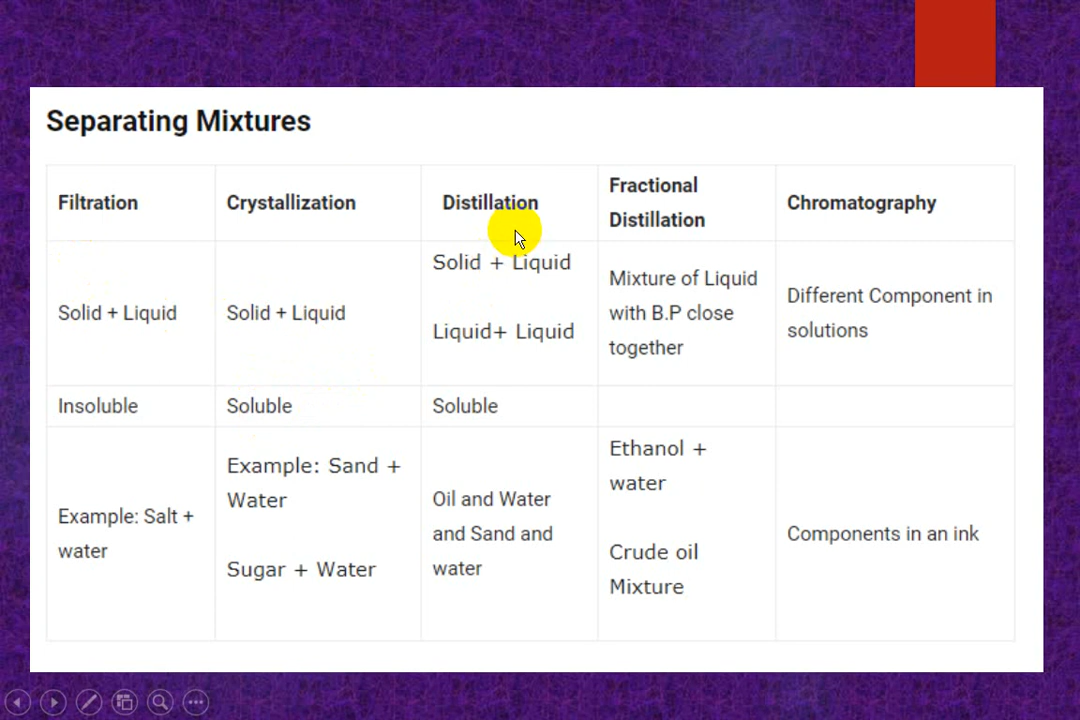 Separating Mixtures
Filtration
Crystallization
Distillation
Fractional
Distillation
Chromatography
Solid + Liquid
Solid + Liquid
Solid + Liquid
Liquid+ Liquid
Mixture of Liquid
with B.P close
together
Different Component in
solutions
Insoluble
Soluble
Soluble
Example: Salt +
water
Example: Sand +
Water
Sugar + Water
Oil and Water
and Sand and
water
Ethanol +
water
Crude oil
Mixture
Components in an ink